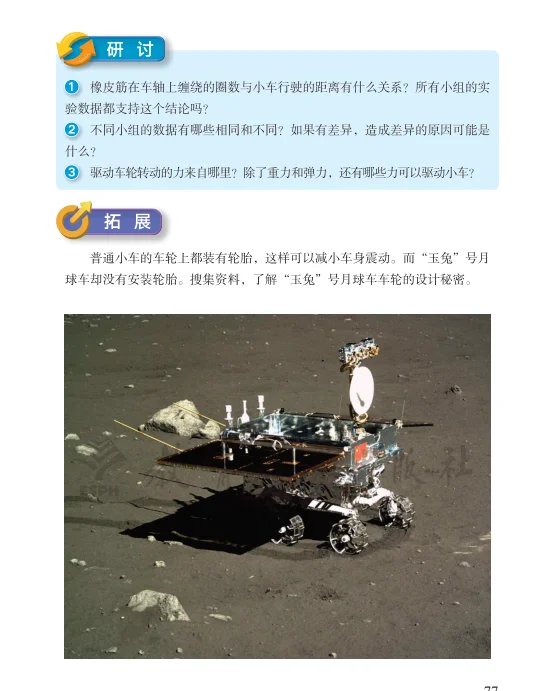 研讨
1 橡皮筋在车轴上缠绕的圈数与小车行驶的距离有什么关系？所有小组的实
验数据都支持这个结论吗？
2 不同小组的数据有哪些相同和不同？如果有差异，造成差异的原因可能是
什么？
3 驱动车轮转动的力来自哪里？除了重力和弹力，还有哪些力可以驱动小车？
拓展
普通小车的车轮上都装有轮胎，这样可以减小车身震动。而“玉兔”号月
球车却没有安装轮胎。搜集资料，了解“玉兔”号月球车车轮的设计秘密。
ESPH 版社
77